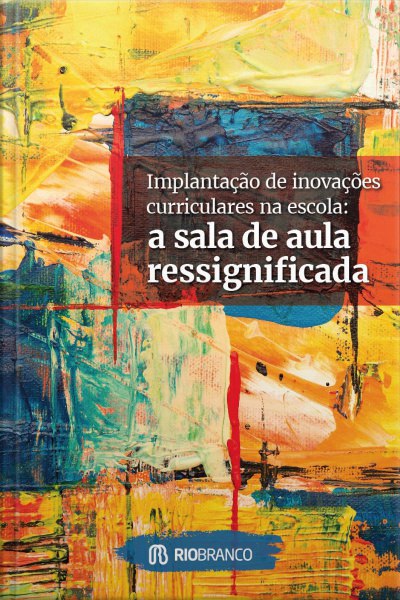 Implantação de inovações
curriculares na escola:
a sala de aula
ressignificada
RIOBRANCO